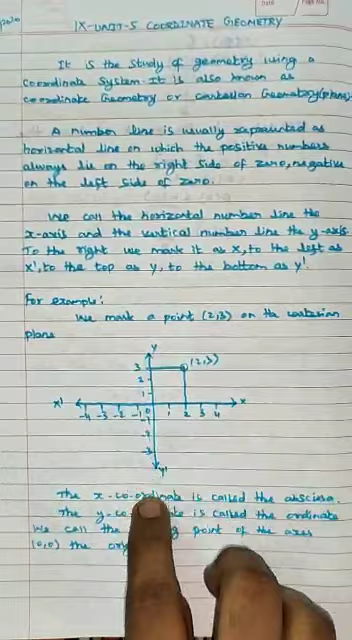 IX-UNIT-5 COORDINATE GEOMETRY
Date
It is the study of geometry using a
coordinate system. It is also known as
coordinate Geometry or cartesian Geometry(plane).
A number line is usually represented as
horizontal line on which the positive numbers
always lie on the right side of zero, negative
on the left side of zero.
We call the horizontal number line the
x-axis and the vertical number line the y-axis.
To the right we mark it as x, to the left as
x', to the top as y, to the bottom as y'.
For example:
We mark a point (2,3) on the cartesian
plane
Y
3 (2,3)
2
1
X' -4 -3 -2 -1 0 1 2 3 4 X
-1
-2
-3
Y'
The x-co-ordinate is called the abscissa.
The y-co is called the ordinate
We call the point of the axes
(0,0) the